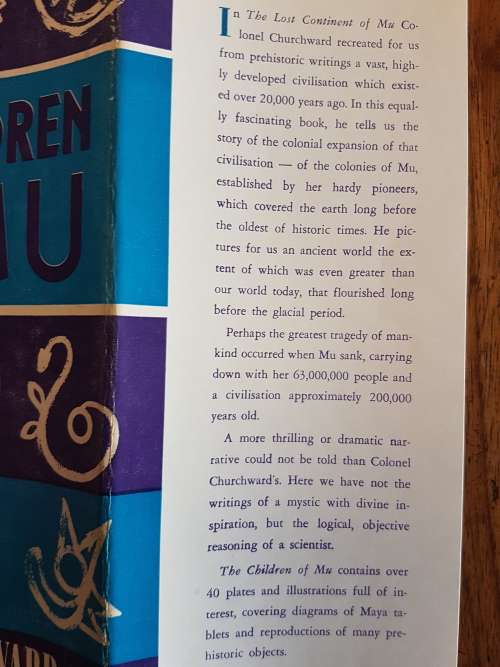 DREN
MU
WARD
In The Lost Continent of Mu Co-
lonel Churchward recreated for us
from prehistoric writings a vast, high-
ly developed civilisation which exist-
ed over 20,000 years ago. In this equal-
ly fascinating book, he tells us the
story of the colonial expansion of that
civilisation — of the colonies of Mu,
established by her hardy pioneers,
which covered the earth long before
the oldest of historic times. He pic-
tures for us an ancient world the ex-
tent of which was even greater than
our world today, that flourished long
before the glacial period.
Perhaps the greatest tragedy of man-
kind occurred when Mu sank, carrying
down with her 63,000,000 people and
a civilisation approximately 200,000
years old.
A more thrilling or dramatic nar-
rative could not be told than Colonel
Churchward's. Here we have not the
writings of a mystic with divine in-
spiration, but the logical, objective
reasoning of a scientist.
The Children of Mu contains over
40 plates and illustrations full of in-
terest, covering diagrams of Maya ta-
blets and reproductions of many pre-
historic objects.